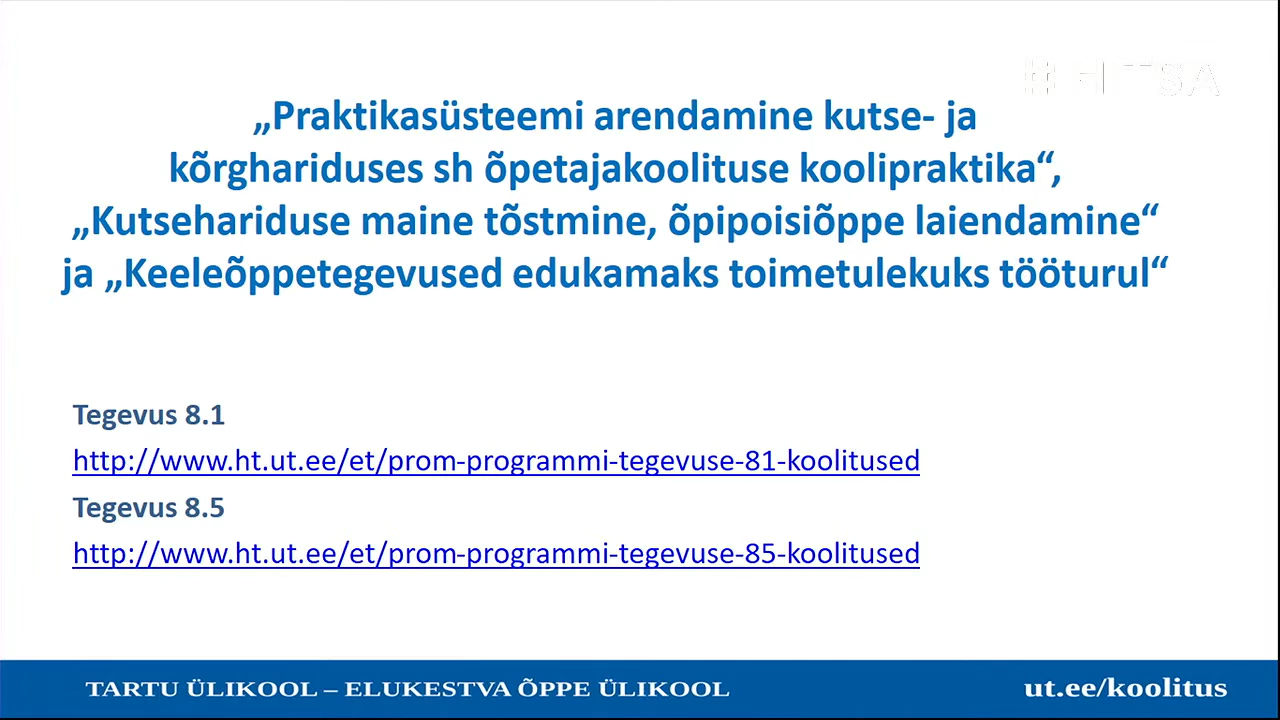 „Praktikasüsteemi arendamine kutse- ja
kõrghariduses sh õpetajakoolituse koolipraktika“,
„Kutsehariduse maine tõstmine, õpipoisiõppe laiendamine“
ja „Keeleõppetegevused edukamaks toimetulekuks tööturul“
Tegevus 8.1
http://www.ht.ut.ee/et/prom-programmi-tegevuse-81-koolitused
Tegevus 8.5
http://www.ht.ut.ee/et/prom-programmi-tegevuse-85-koolitused
TARTU ÜLIKOOL – ELUKESTVA ÕPPE ÜLIKOOL
ut.ee/koolitus